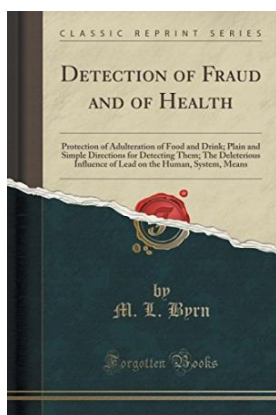 CLASSIC REPRINT SERIES
DETECTION OF FRAUD
AND OF HEALTH
Protection of Adulteration of Food and Drink; Plain and
Simple Directions for Detecting Them; The Deleterious
Influence of Lead on the Human, System, Means
by
M. L. Byrn
Forgotten Books